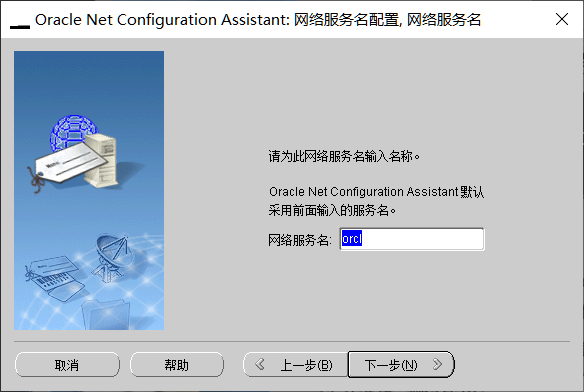 Oracle Net Configuration Assistant: 网络服务名配置, 网络服务名
请为此网络服务名输入名称。
Oracle Net Configuration Assistant 默认
采用前面输入的服务名。
网络服务名: orcl
取消 帮助 上一步(B) 下一步(N)